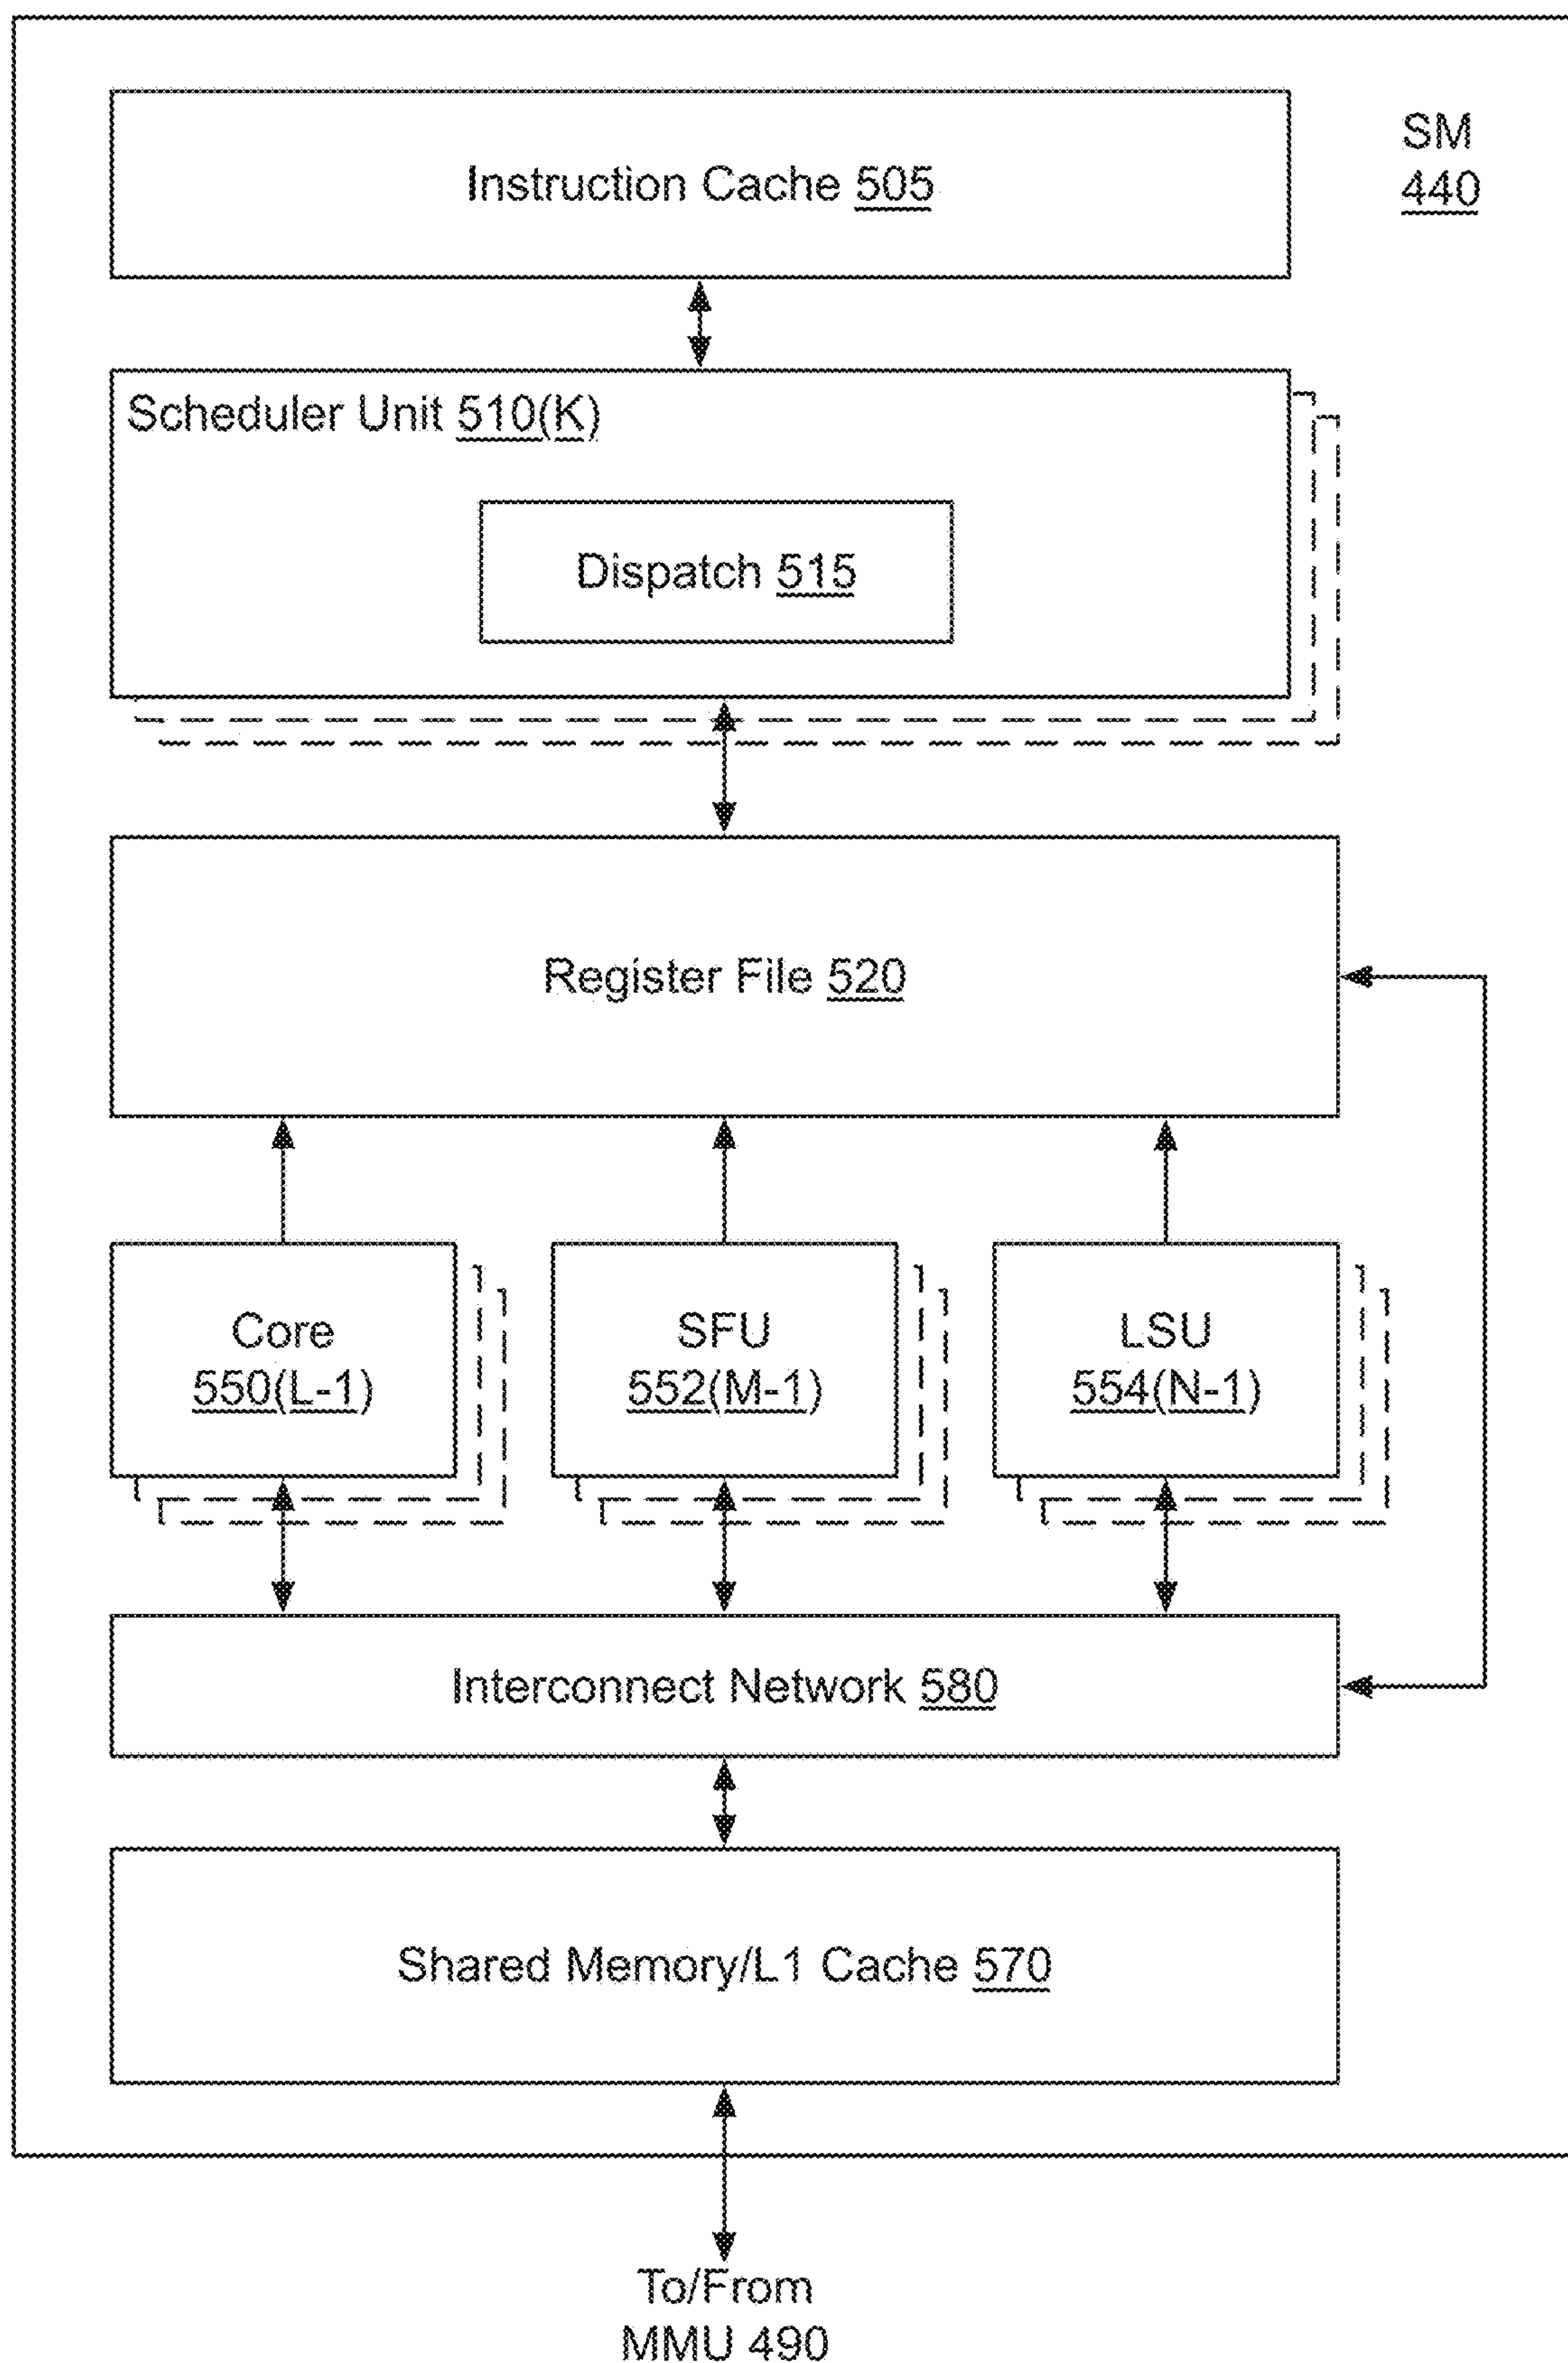 Instruction Cache 505
SM
440
Scheduler Unit 510(K)
Dispatch 515
Register File 520
Core
550(L-1)
SFU
552(M-1)
LSU
554(N-1)
Interconnect Network 580
Shared Memory/L1 Cache 570
To/From
MMU 490